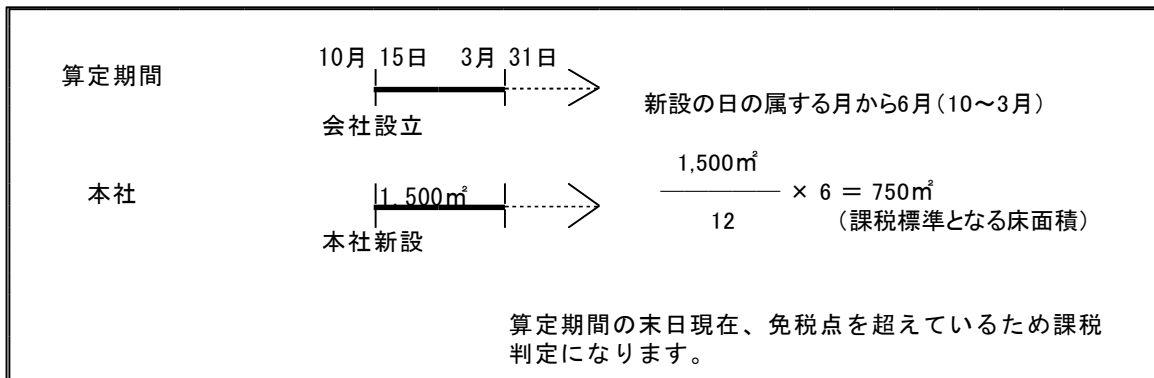 10月 15日 3月 31日
算定期間
新設の日の属する月から6月（10～3月）
会社設立
1,500㎡
本社
1,500㎡
× 6 ＝ 750㎡
12
（課税標準となる床面積）
本社新設
算定期間の末日現在、免税点を超えているため課税
判定になります。